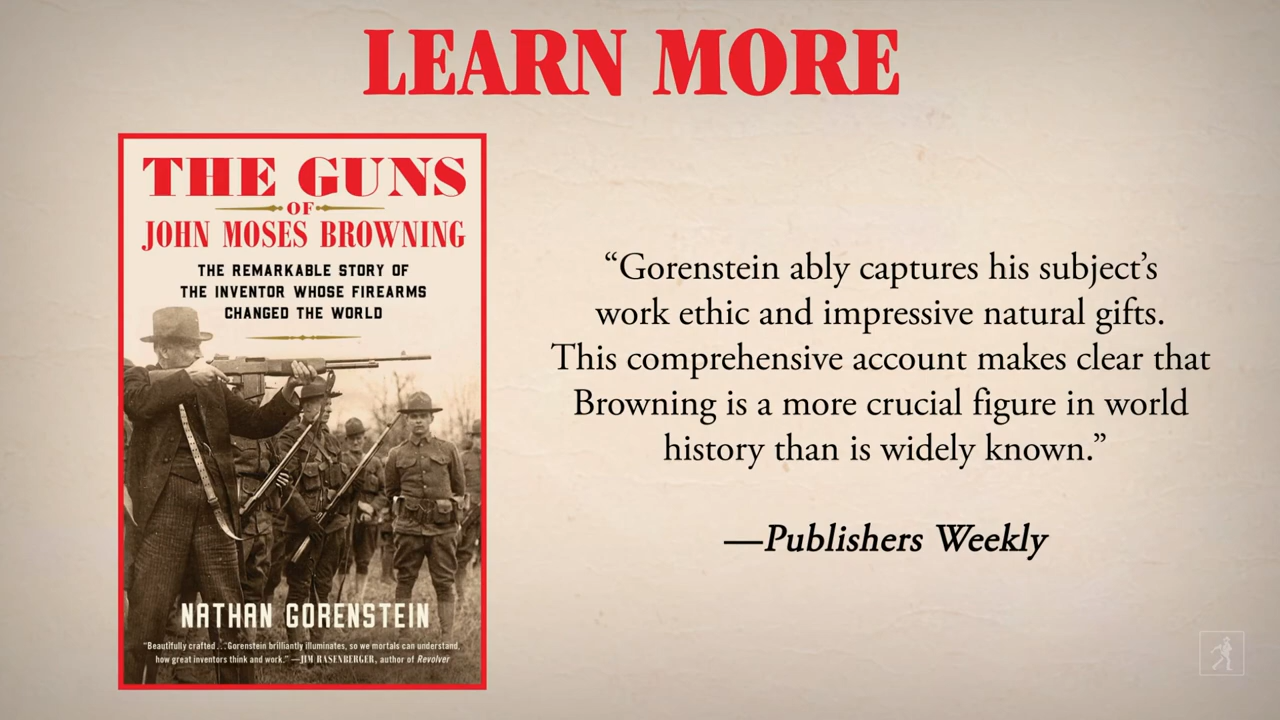 LEARN MORE
THE GUNS
OF
JOHN MOSES BROWNING
THE REMARKABLE STORY OF
THE INVENTOR WHOSE FIREARMS
CHANGED THE WORLD
NATHAN GORENSTEIN
“Beautifully crafted . . . Gorenstein brilliantly illuminates, so we mortals can understand,
how great inventors think and work.” —JIM RASENBERGER, author of Revolver
“Gorenstein ably captures his subject’s
work ethic and impressive natural gifts.
This comprehensive account makes clear that
Browning is a more crucial figure in world
history than is widely known.”
—Publishers Weekly